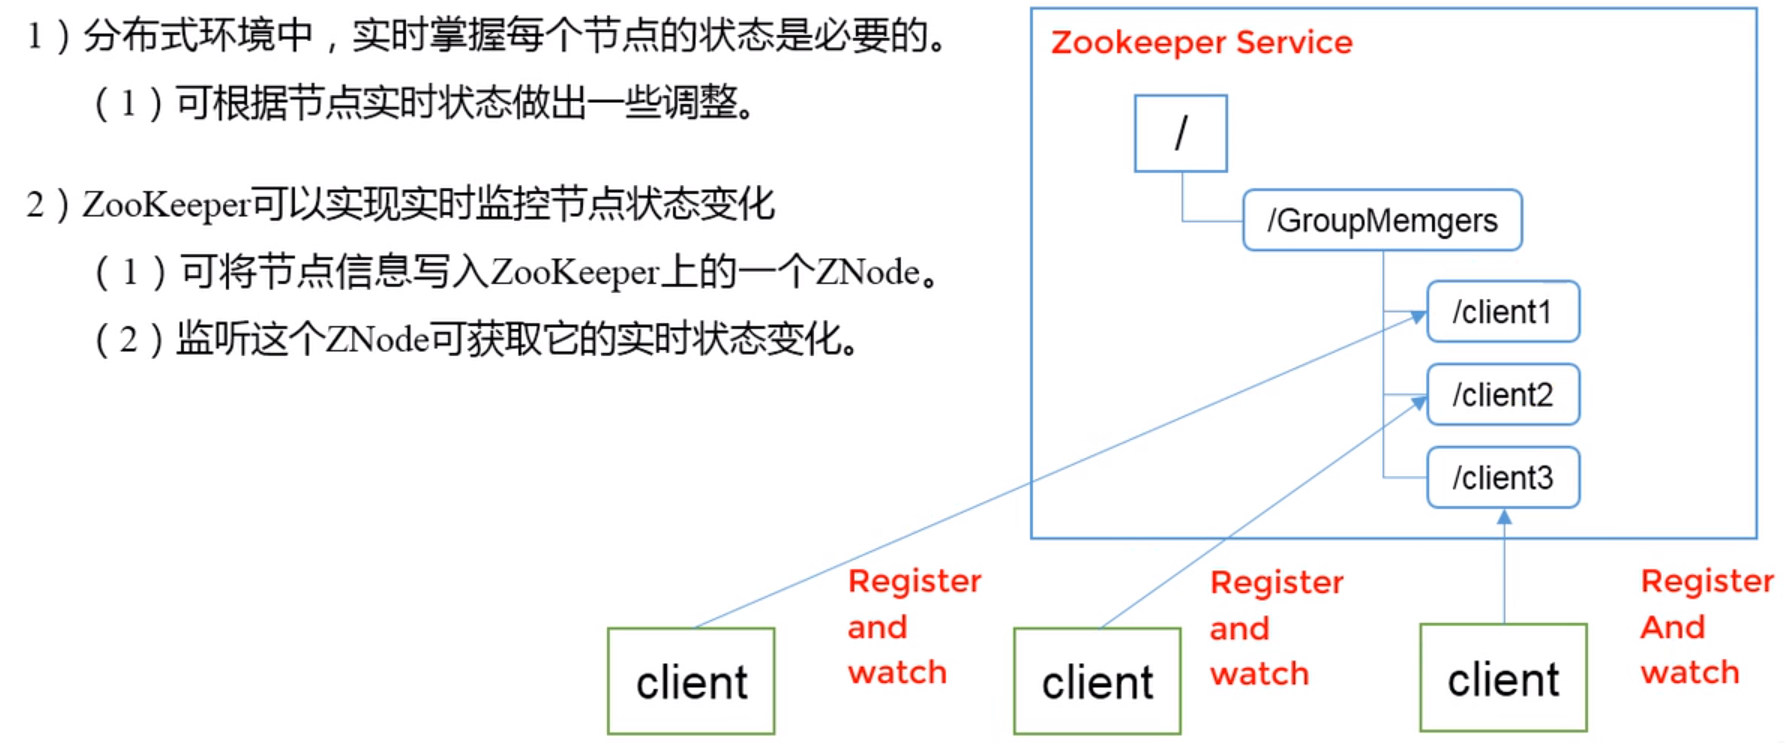 1）分布式环境中，实时掌握每个节点的状态是必要的。
（1）可根据节点实时状态做出一些调整。
2）ZooKeeper可以实现实时监控节点状态变化
（1）可将节点信息写入ZooKeeper上的一个ZNode。
（2）监听这个ZNode可获取它的实时状态变化。
Zookeeper Service
/
/GroupMemgers
/client1
/client2
/client3
Register
and
watch
Register
and
watch
Register
And
watch
client
client
client